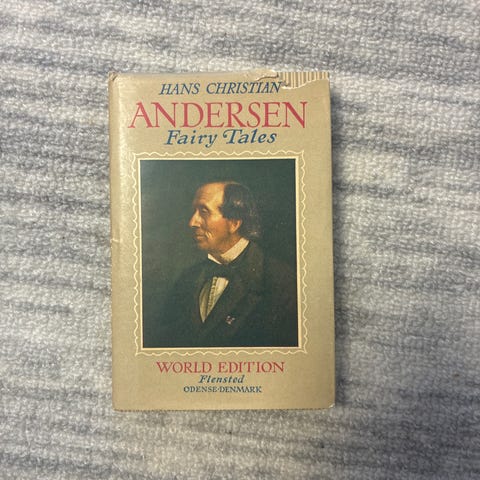 HANS CHRISTIAN
ANDERSEN
Fairy Tales
WORLD EDITION
Flensted
ODENSE·DENMARK